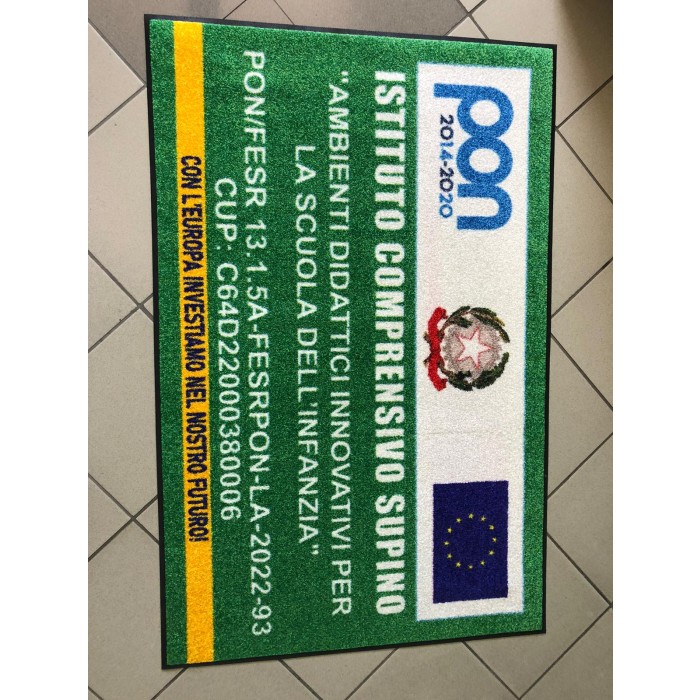 pon
2014-2020
ISTITUTO COMPRENSIVO SUPINO
"AMBIENTI DIDATTICI INNOVATIVI PER
LA SCUOLA DELL'INFANZIA"
PON/FESR 13.1.5A-FESRPON-LA-2022-93
CUP: C64D22000380006
CON L'EUROPA INVESTIAMO NEL NOSTRO FUTURO!